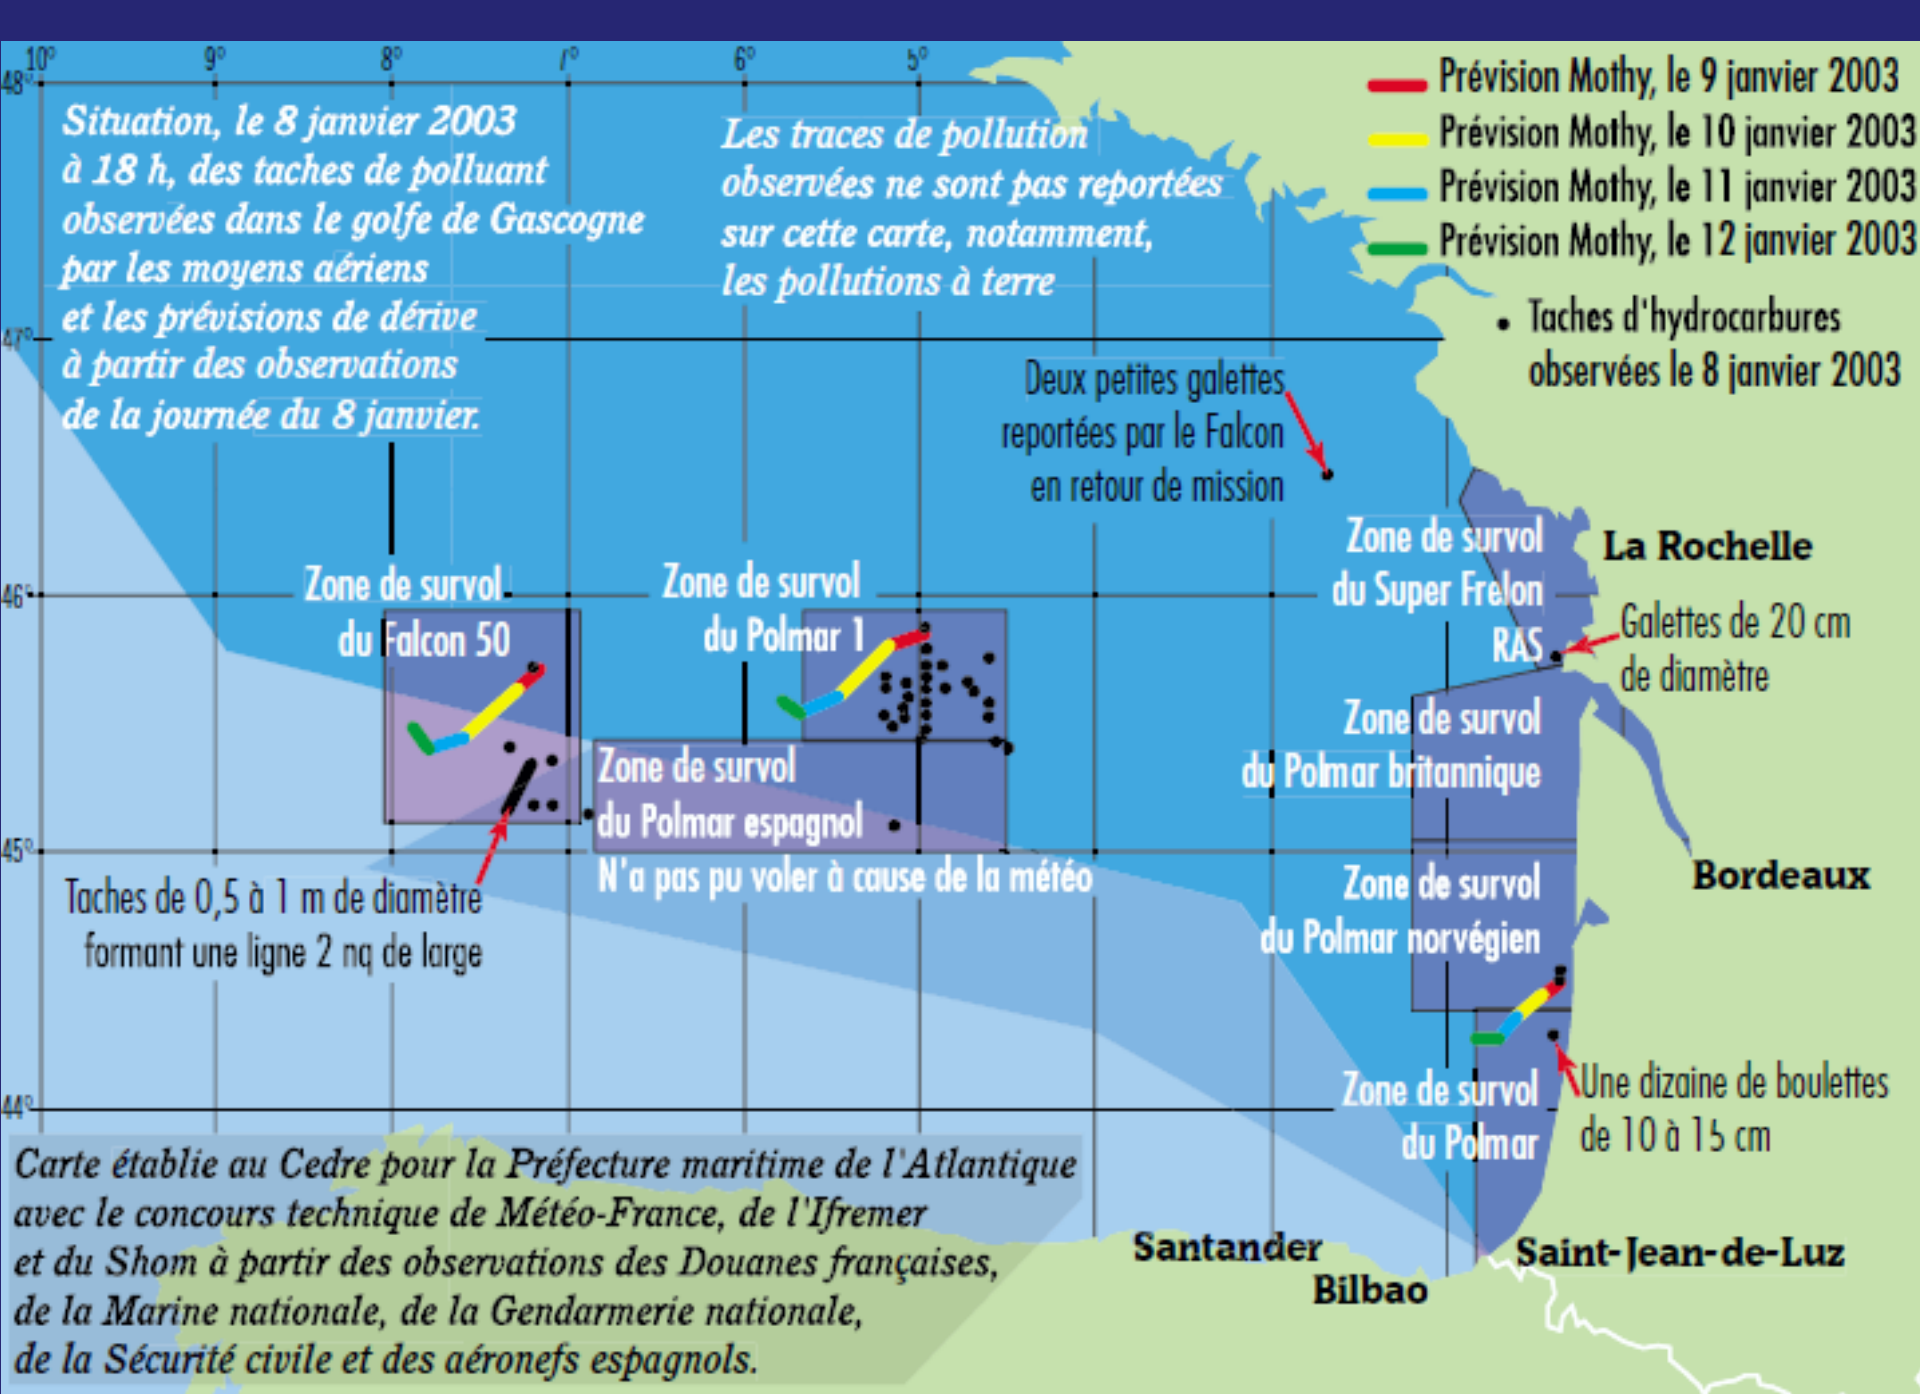 10° 9° 8° 7° 6° 5°
48°
47°
46°
45°
44°
Situation, le 8 janvier 2003
à 18 h, des taches de polluant
observées dans le golfe de Gascogne
par les moyens aériens
et les prévisions de dérive
à partir des observations
de la journée du 8 janvier.
Les traces de pollution
observées ne sont pas reportées
sur cette carte, notamment,
les pollutions à terre
Prévision Mothy, le 9 janvier 2003
Prévision Mothy, le 10 janvier 2003
Prévision Mothy, le 11 janvier 2003
Prévision Mothy, le 12 janvier 2003
Taches d'hydrocarbures
observées le 8 janvier 2003
Deux petites galettes
reportées par le Falcon
en retour de mission
Zone de survol
du Super Frelon
RAS
La Rochelle
Galettes de 20 cm
de diamètre
Zone de survol
du Falcon 50
Zone de survol
du Polmar 1
Zone de survol
du Polmar britannique
Zone de survol
du Polmar espagnol
N'a pas pu voler à cause de la météo
Bordeaux
Zone de survol
du Polmar norvégien
Taches de 0,5 à 1 m de diamètre
formant une ligne 2 nq de large
Zone de survol
du Polmar
Une dizaine de boulettes
de 10 à 15 cm
Santander
Bilbao
Saint-Jean-de-Luz
Carte établie au Cedre pour la Préfecture maritime de l'Atlantique
avec le concours technique de Météo-France, de l'Ifremer
et du Shom à partir des observations des Douanes françaises,
de la Marine nationale, de la Gendarmerie nationale,
de la Sécurité civile et des aéronefs espagnols.